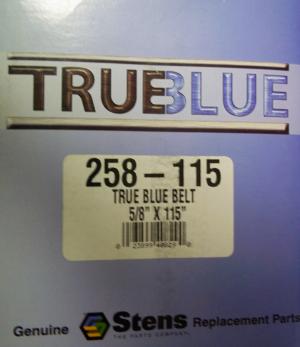 TRUEBLUE
258-115
TRUE BLUE BELT
5/8" X 115"
Genuine Stens Replacement Parts
THE PARTS COMPANY